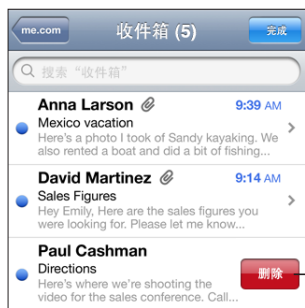 me.com
收件箱 (5)
完成
搜索 “收件箱”
Anna Larson
9:39 AM
Mexico vacation
Here's a photo I took of Sandy kayaking. We
also rented a boat and did a bit of fishing...
David Martinez
9:14 AM
Sales Figures
Hey Emily, Here are the sales figures you
were looking for. Please let me know...
Paul Cashman
Directions
删除
Here's where we're shooting the
video for the sales conference. Call...